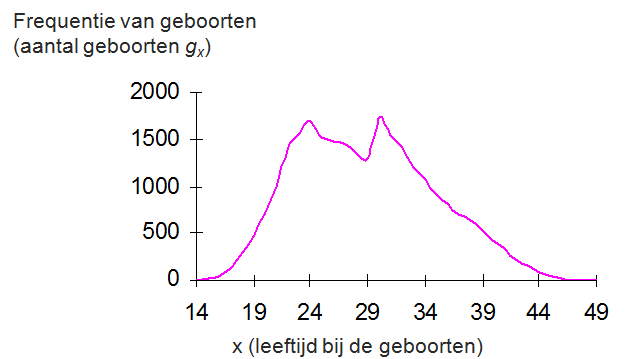 Frequentie van geboorten
(aantal geboorten gx)
2000
1500
1000
500
0
14 19 24 29 34 39 44 49
x (leeftijd bij de geboorten)